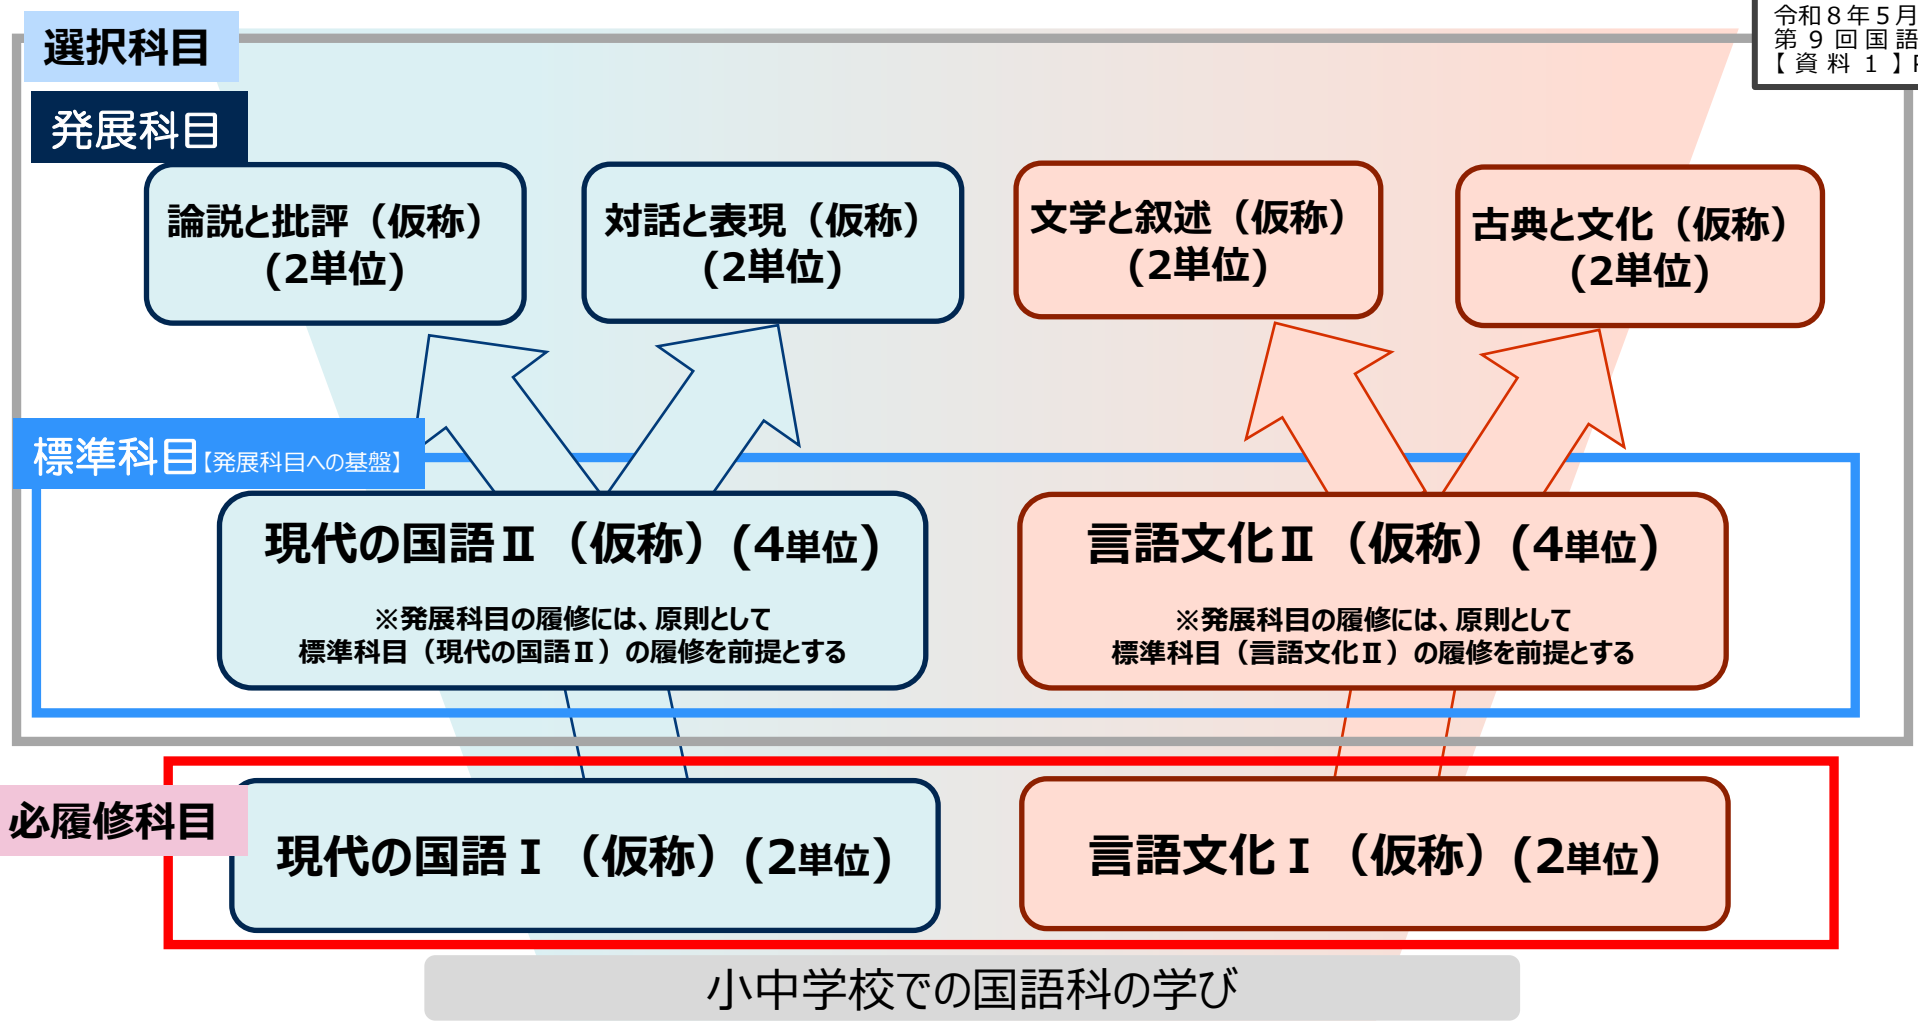 令和８年５月
第９回国語
【資料１】P
選択科目
発展科目
論説と批評（仮称）
(2単位)
対話と表現（仮称）
(2単位)
文学と叙述（仮称）
(2単位)
古典と文化（仮称）
(2単位)
標準科目【発展科目への基盤】
現代の国語Ⅱ（仮称）(4単位)
※発展科目の履修には、原則として
標準科目（現代の国語Ⅱ）の履修を前提とする
言語文化Ⅱ（仮称）(4単位)
※発展科目の履修には、原則として
標準科目（言語文化Ⅱ）の履修を前提とする
必履修科目
現代の国語Ⅰ（仮称）(2単位)
言語文化Ⅰ（仮称）(2単位)
小中学校での国語科の学び